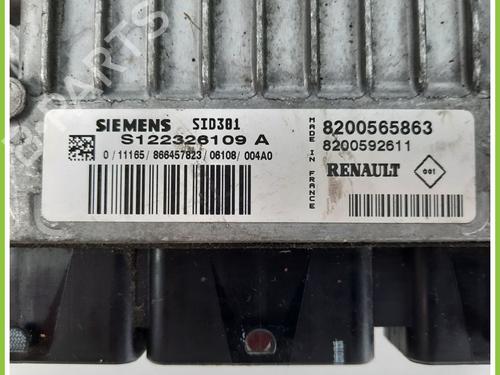 SIEMENS SID301
S122326109 A
0/11165/866457823/06108/004A0
MADE IN FRANCE
8200565863
8200592611
RENAULT
001